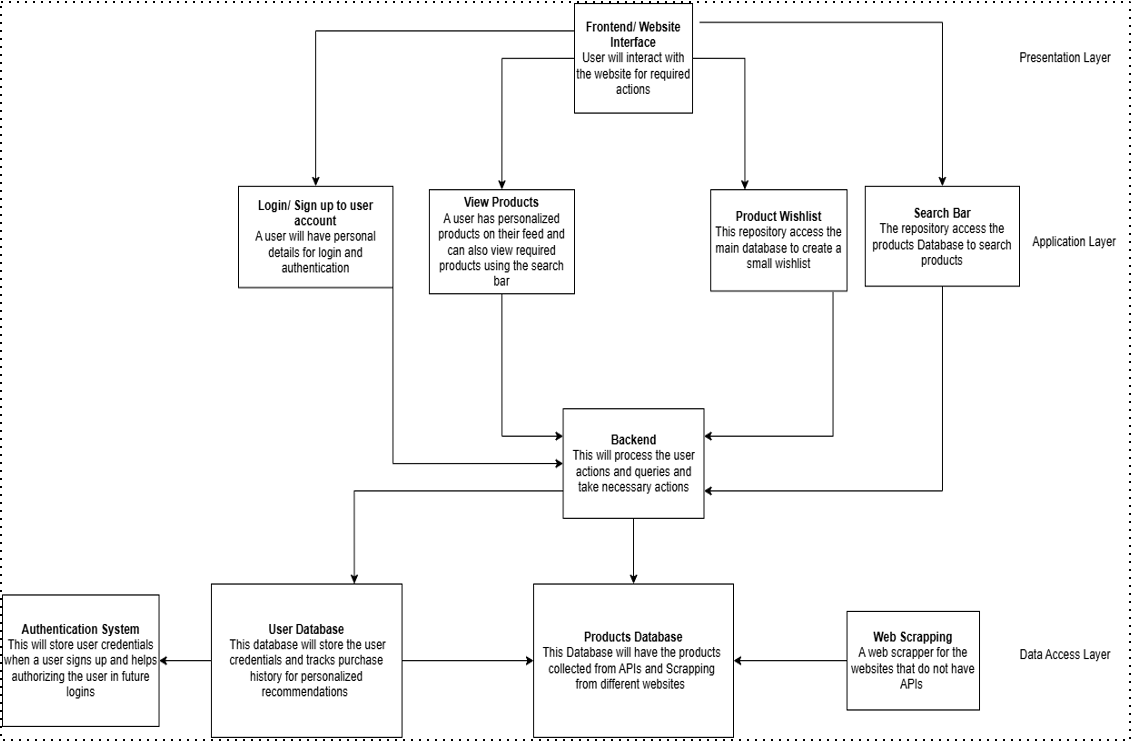 Frontend/ Website
Interface
User will interact with
the website for required
actions
Presentation Layer
Login/ Sign up to user
account
A user will have personal
details for login and
authentication
View Products
A user has personalized
products on their feed and
can also view required
products using the search
bar
Product Wishlist
This repository access the
main database to create a
small wishlist
Search Bar
The repository access the
products Database to search
products
Application Layer
Backend
This will process the user
actions and queries and
take necessary actions
Authentication System
This will store user credentials
when a user signs up and helps
authorizing the user in future
logins
User Database
This database will store the user
credentials and tracks purchase
history for personalized
recommendations
Products Database
This Database will have the products
collected from APIs and Scrapping
from different websites
Web Scrapping
A web scrapper for the
websites that do not have
APIs
Data Access Layer